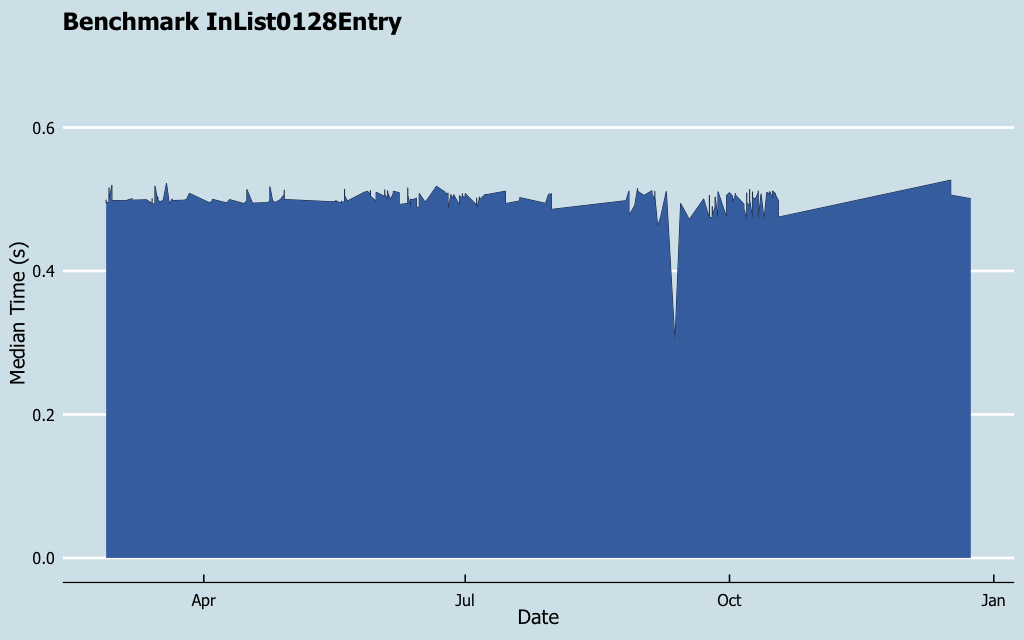 Benchmark InList0128Entry
Median Time (s)
0.6
0.4
0.2
0.0
Apr
Jul
Oct
Jan
Date